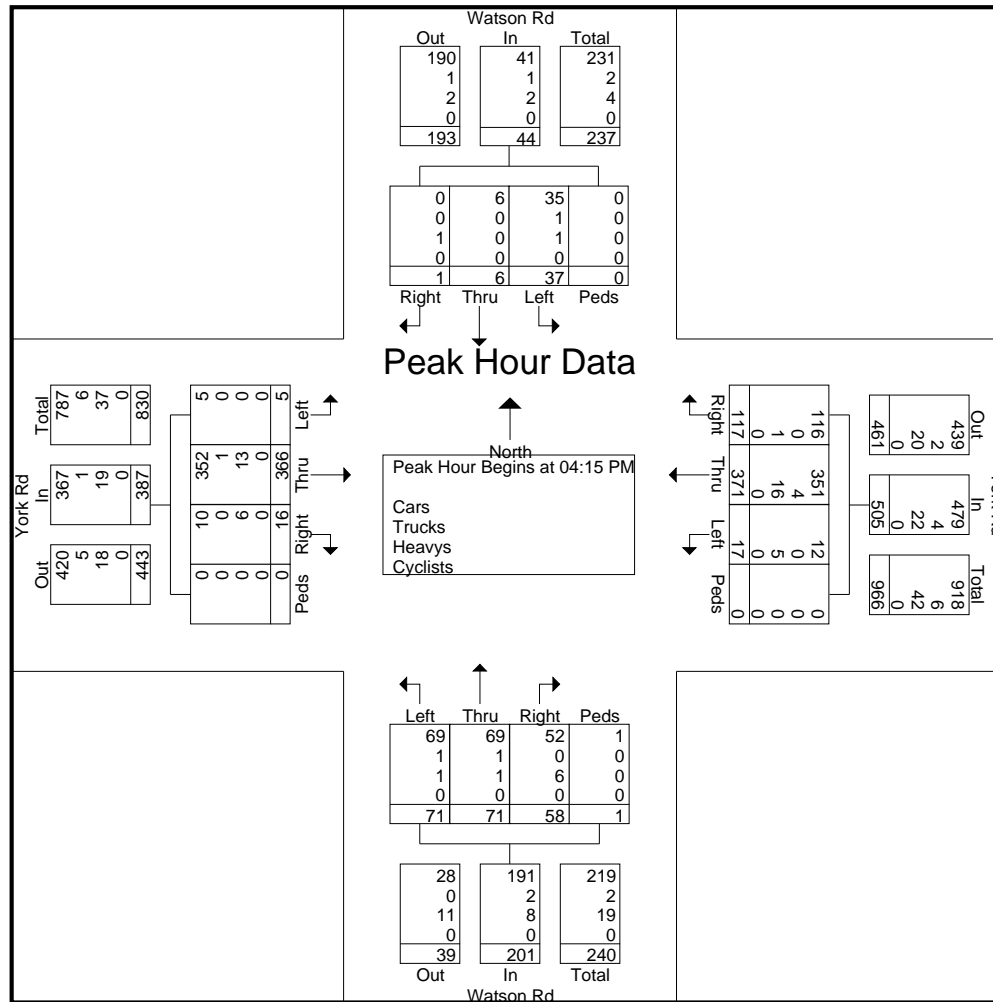 Watson Rd
Out In Total
190 41 231
1 1 2
2 2 4
0 0 0
193 44 237
0 6 35 0
0 0 1 0
1 0 1 0
0 0 0 0
1 6 37 0
Right Thru Left Peds
Peak Hour Data
North
Peak Hour Begins at 04:15 PM
Cars
Trucks
Heavys
Cyclists
York Rd
Total In Out
787 367 420
6 1 5
37 19 18
0 0 0
830 387 443
5 0 0 0 5 Left
352 1 13 0 366 Thru
10 0 6 0 16 Right
0 0 0 0 0 Peds
Right Thru Left Peds
116 351 12 0
0 4 0 0
1 16 5 0
0 0 0 0
117 371 17 0
Out In Total
439 479 918
2 4 6
20 22 42
0 0 0
461 505 966
Left Thru Right Peds
69 69 52 1
1 1 0 0
1 1 6 0
0 0 0 0
71 71 58 1
28 191 219
0 2 2
11 8 19
0 0 0
39 201 240
Out In Total
Watson Rd